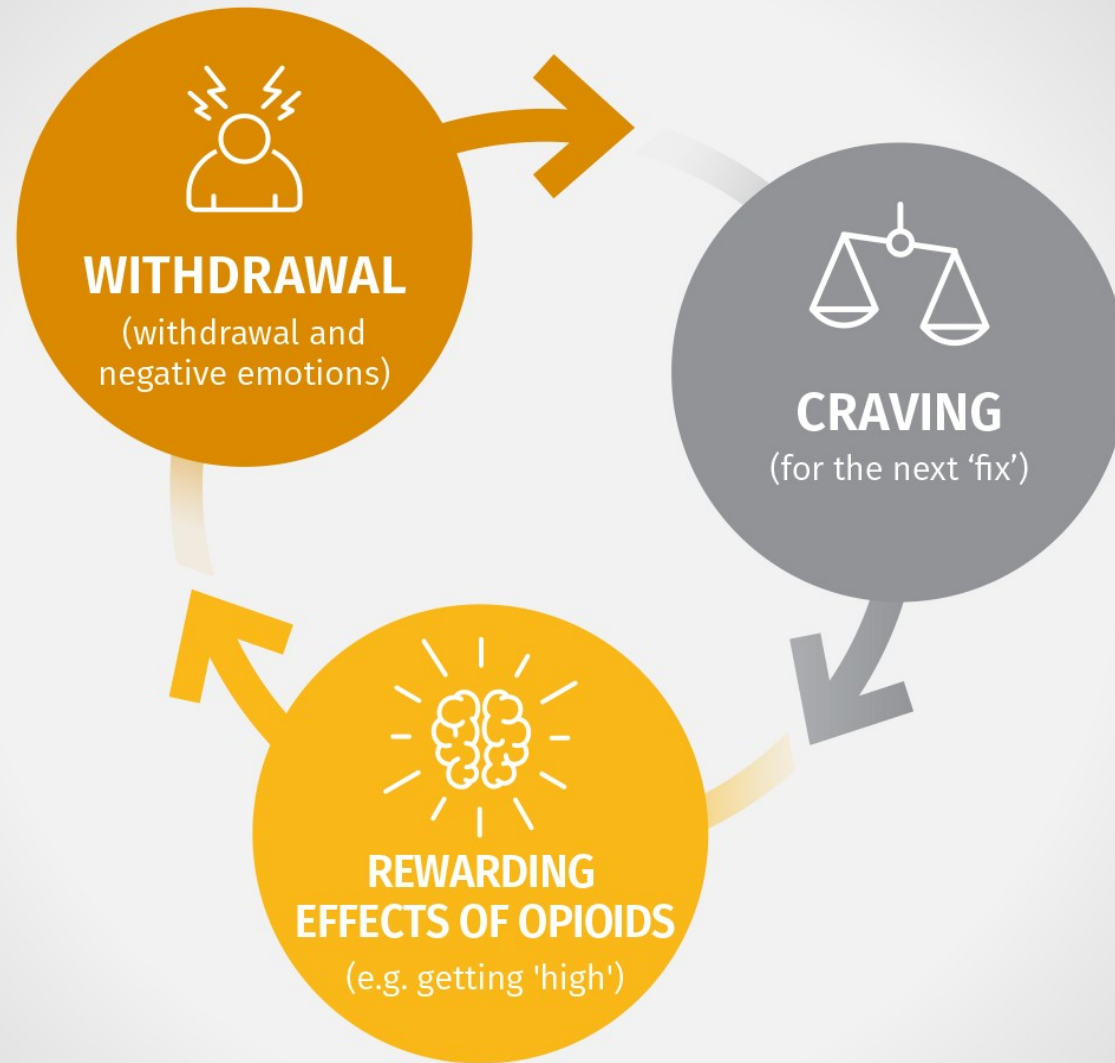 WITHDRAWAL
(withdrawal and
negative emotions)
CRAVING
(for the next ‘fix’)
REWARDING
EFFECTS OF OPIOIDS
(e.g. getting 'high')